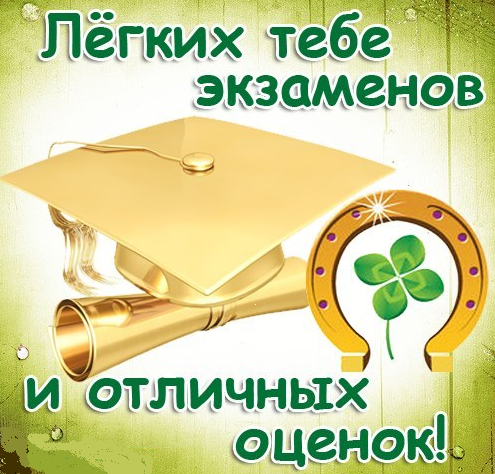 Лёгких тебе
экзаменов
и отличных
оценок!